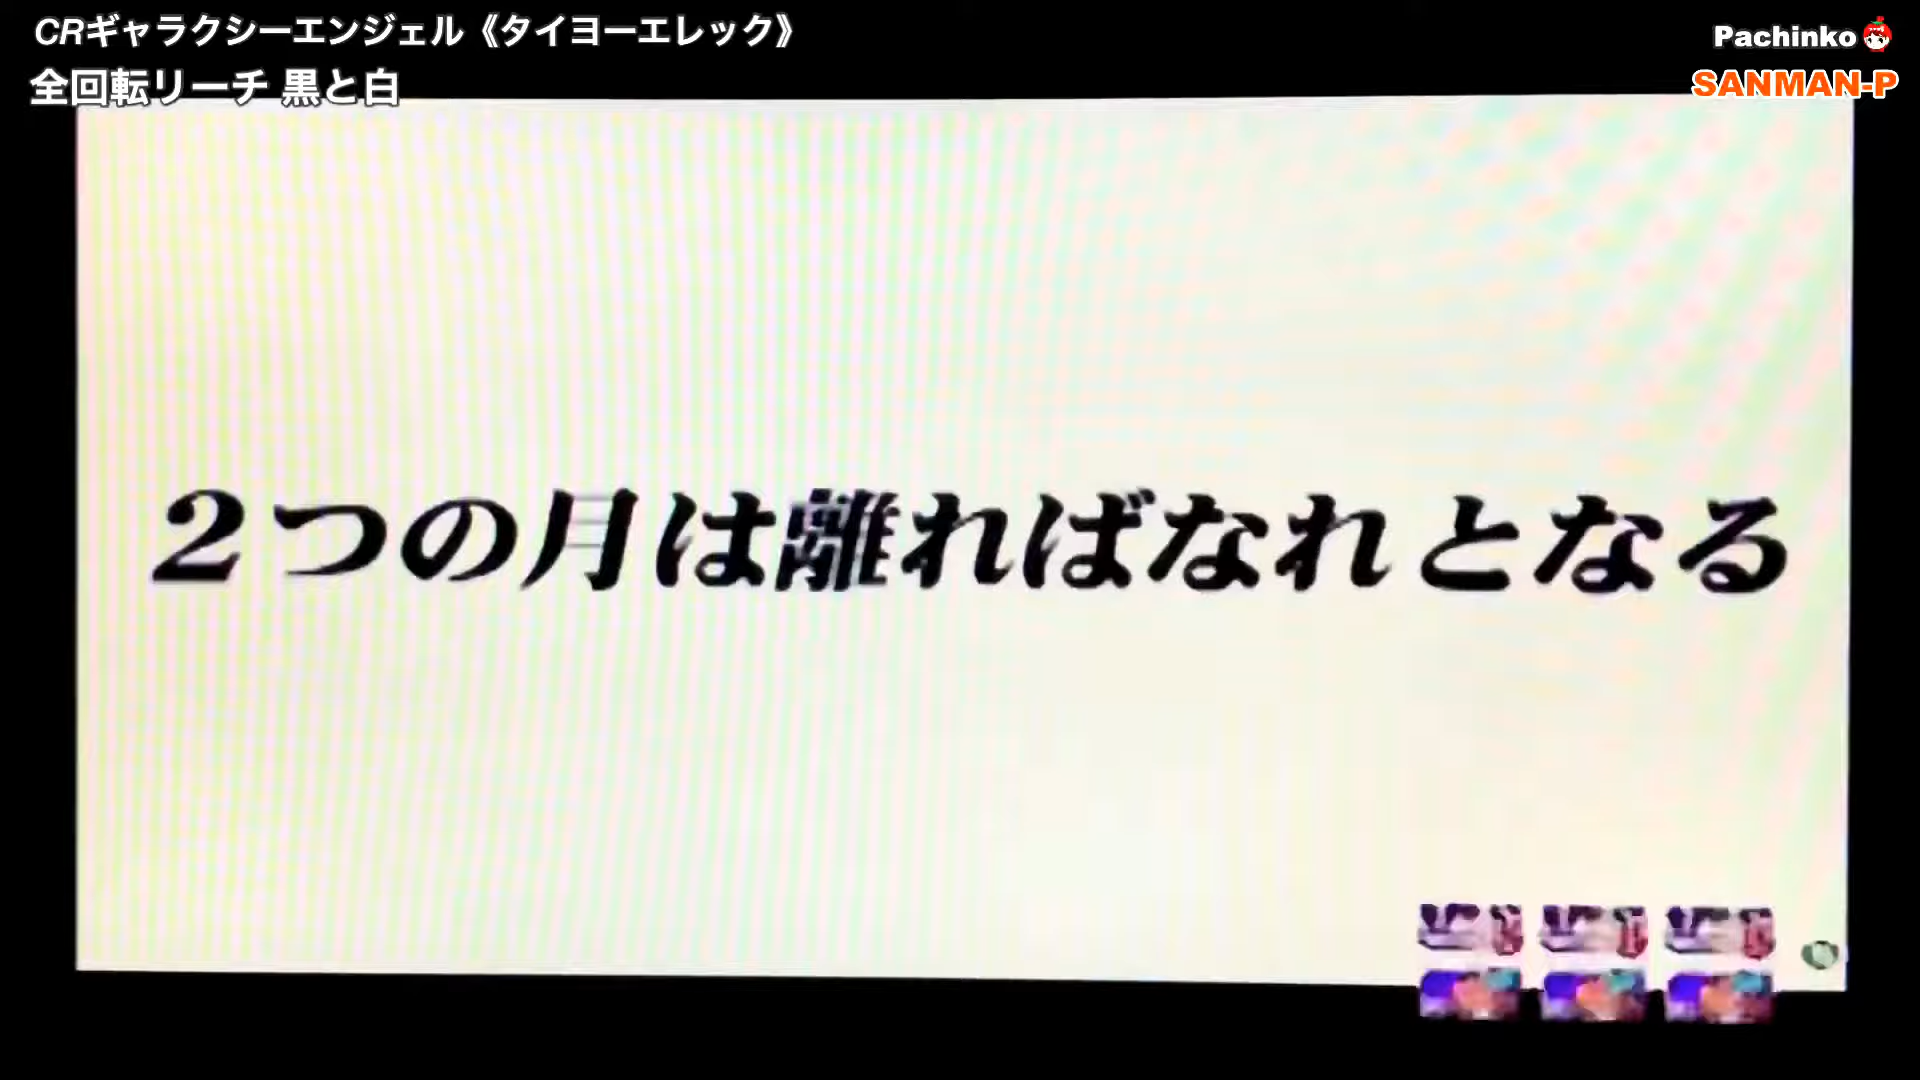 CRギャラクシーエンジェル《タイヨーエレック》
全回転リーチ 黒と白
Pachinko
SANMAN-P
２つの月は離ればなれとなる